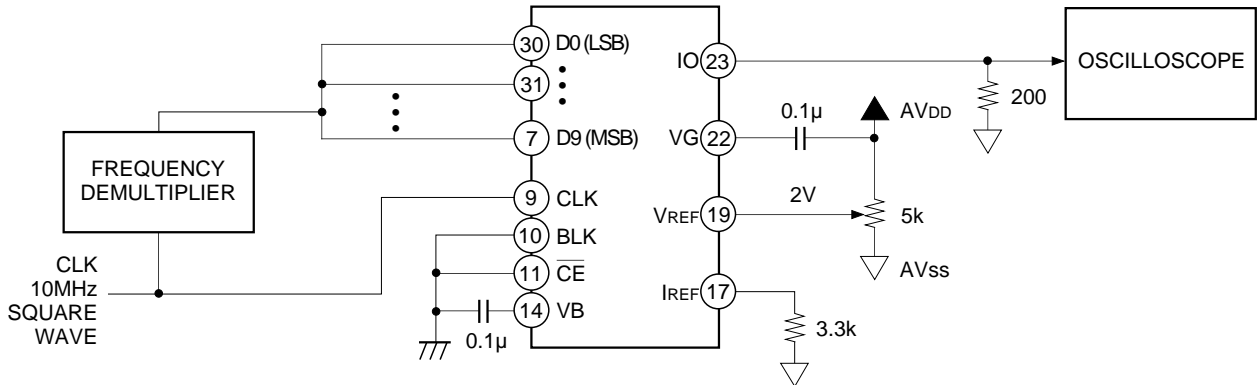 FREQUENCY
DEMULTIPLIER
CLK
10MHz
SQUARE
WAVE
30 D0 (LSB)
31
7 D9 (MSB)
9 CLK
10 BLK
11 C̅E̅
14 VB
0.1µ
IO 23
VG 22
VREF 19
IREF 17
0.1µ
AVDD
2V
5k
AVss
3.3k
200
OSCILLOSCOPE